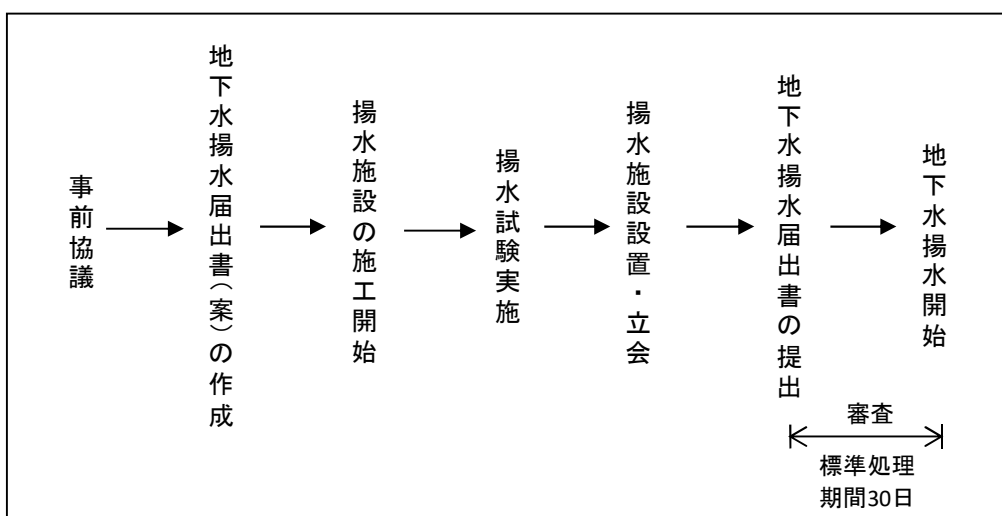 事前協議
地下水揚水届出書（案）の作成
揚水施設の施工開始
揚水試験実施
揚水施設設置・立会
地下水揚水届出書の提出
地下水揚水開始
審査
標準処理
期間30日